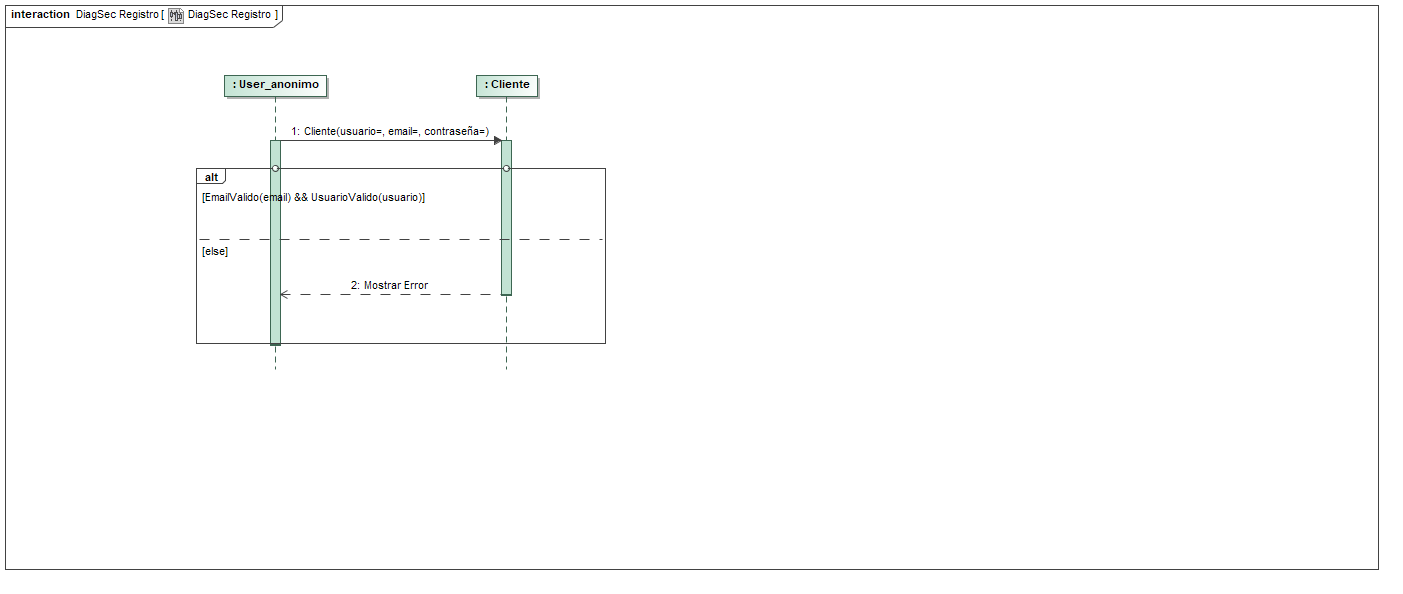 interaction DiagSec Registro [ DiagSec Registro ]
: User_anonimo
: Cliente
1: Cliente(usuario=, email=, contraseña=)
alt
[EmailValido(email) && UsuarioValido(usuario)]
[else]
2: Mostrar Error